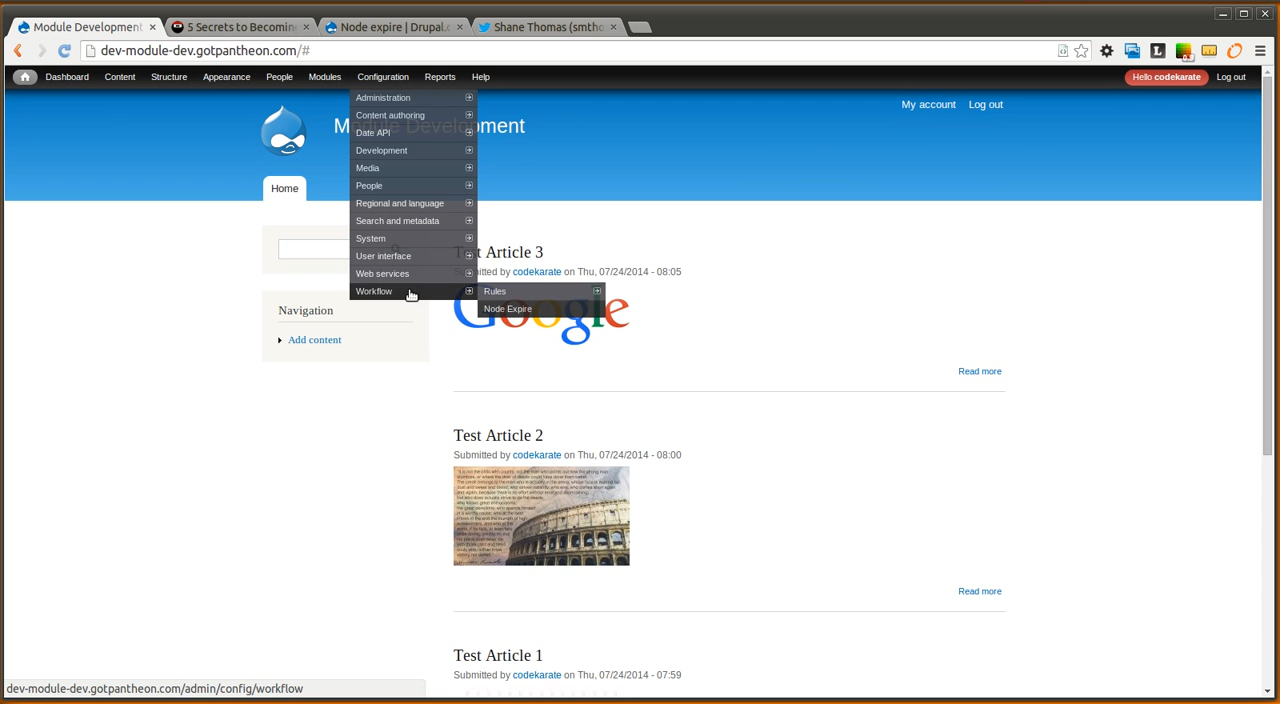 Module Development
5 Secrets to Becomin
Node expire | Drupal.o
Shane Thomas (smtho
dev-module-dev.gotpantheon.com/#
Dashboard Content Structure Appearance People Modules Configuration Reports Help
Hello codekarate Log out
My account Log out
Module Development
Home
Administration
Content authoring
Date API
Development
Media
People
Regional and language
Search and metadata
System
User interface
Web services
Workflow
Rules
Node Expire
t Article 3
itted by codekarate on Thu, 07/24/2014 - 08:05
Google
Read more
Navigation
Add content
Test Article 2
Submitted by codekarate on Thu, 07/24/2014 - 08:00
Read more
Test Article 1
Submitted by codekarate on Thu, 07/24/2014 - 07:59
dev-module-dev.gotpantheon.com/admin/config/workflow